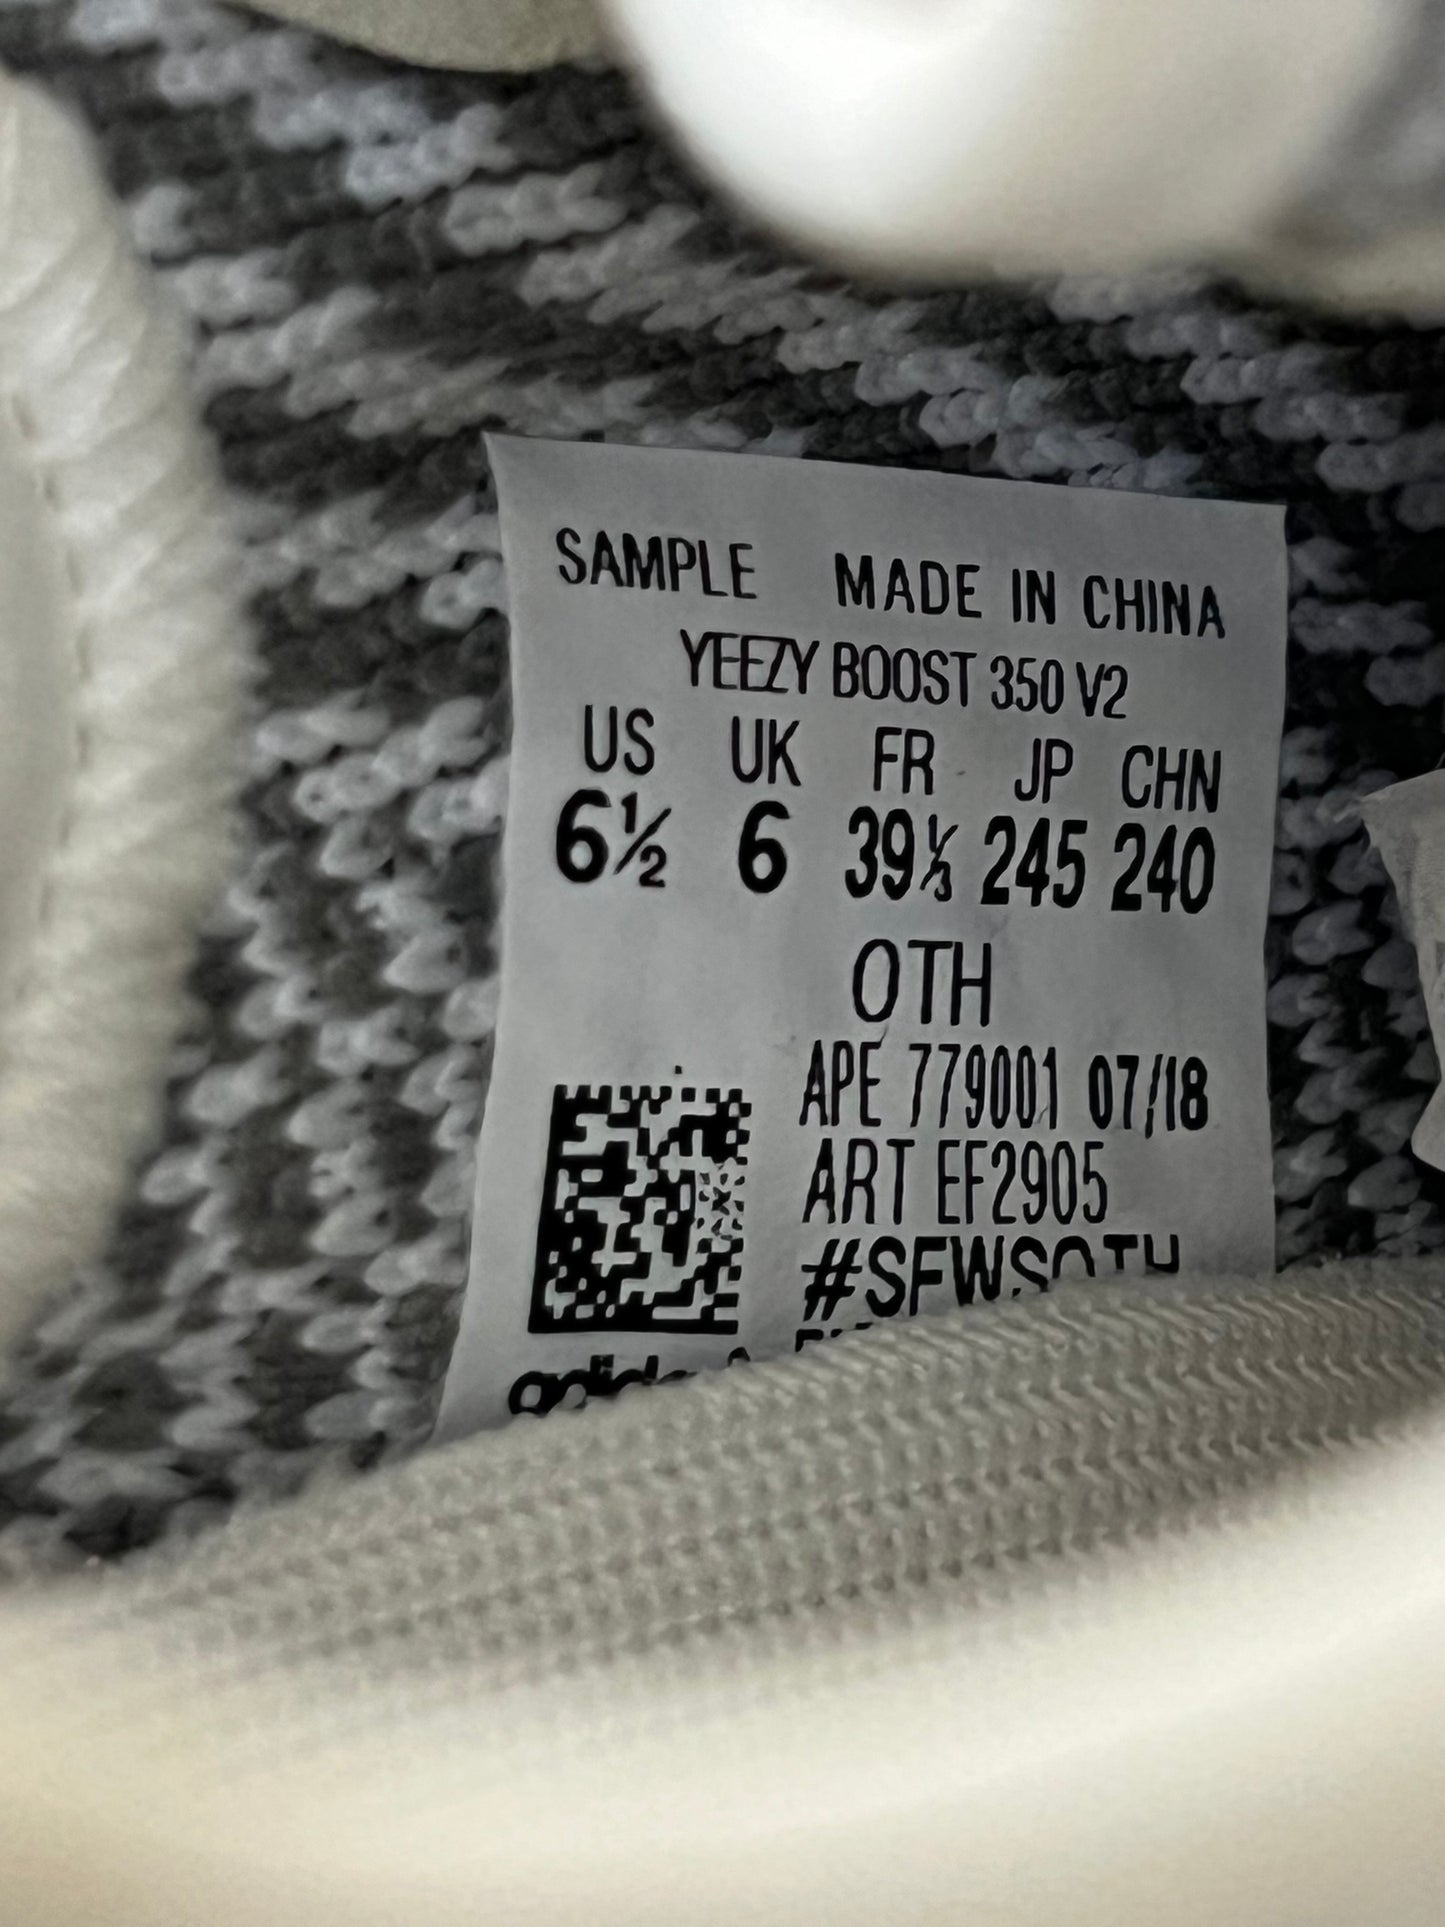 SAMPLE MADE IN CHINA
YEEZY BOOST 350 V2
US UK FR JP CHN
6½ 6 39⅓ 245 240
OTH
APE 779001 07/18
ART EF2905
#SFWSOTH